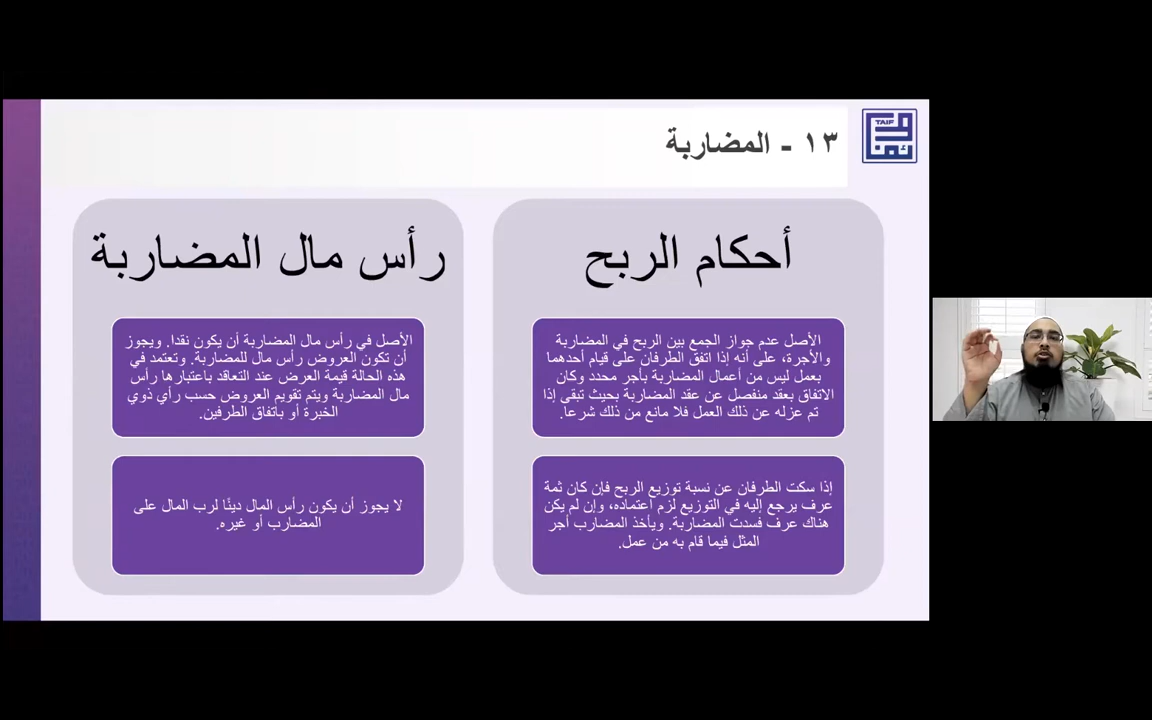 ١٣ - المضاربة
TAIF
أحكام الربح
الأصل عدم جواز الجمع بين الربح في المضاربة
والأجرة، على أنه إذا اتفق الطرفان على قيام أحدهما
بعمل ليس من أعمال المضاربة بأجر محدد وكان
الاتفاق بعقد منفصل عن عقد المضاربة بحيث تبقى إذا
تم عزله عن ذلك العمل فلا مانع من ذلك شرعا.
إذا سكت الطرفان عن نسبة توزيع الربح فإن كان ثمة
عرف يرجع إليه في التوزيع لزم اعتماده، وإن لم يكن
هناك عرف فسدت المضاربة. ويأخذ المضارب أجر
المثل فيما قام به من عمل.
رأس مال المضاربة
الأصل في رأس مال المضاربة أن يكون نقدا. ويجوز
أن تكون العروض رأس مال للمضاربة. وتعتمد في
هذه الحالة قيمة العرض عند التعاقد باعتبارها رأس
مال المضاربة ويتم تقويم العروض حسب رأي ذوي
الخبرة أو باتفاق الطرفين.
لا يجوز أن يكون رأس المال دينًا لرب المال على
المضارب أو غيره.